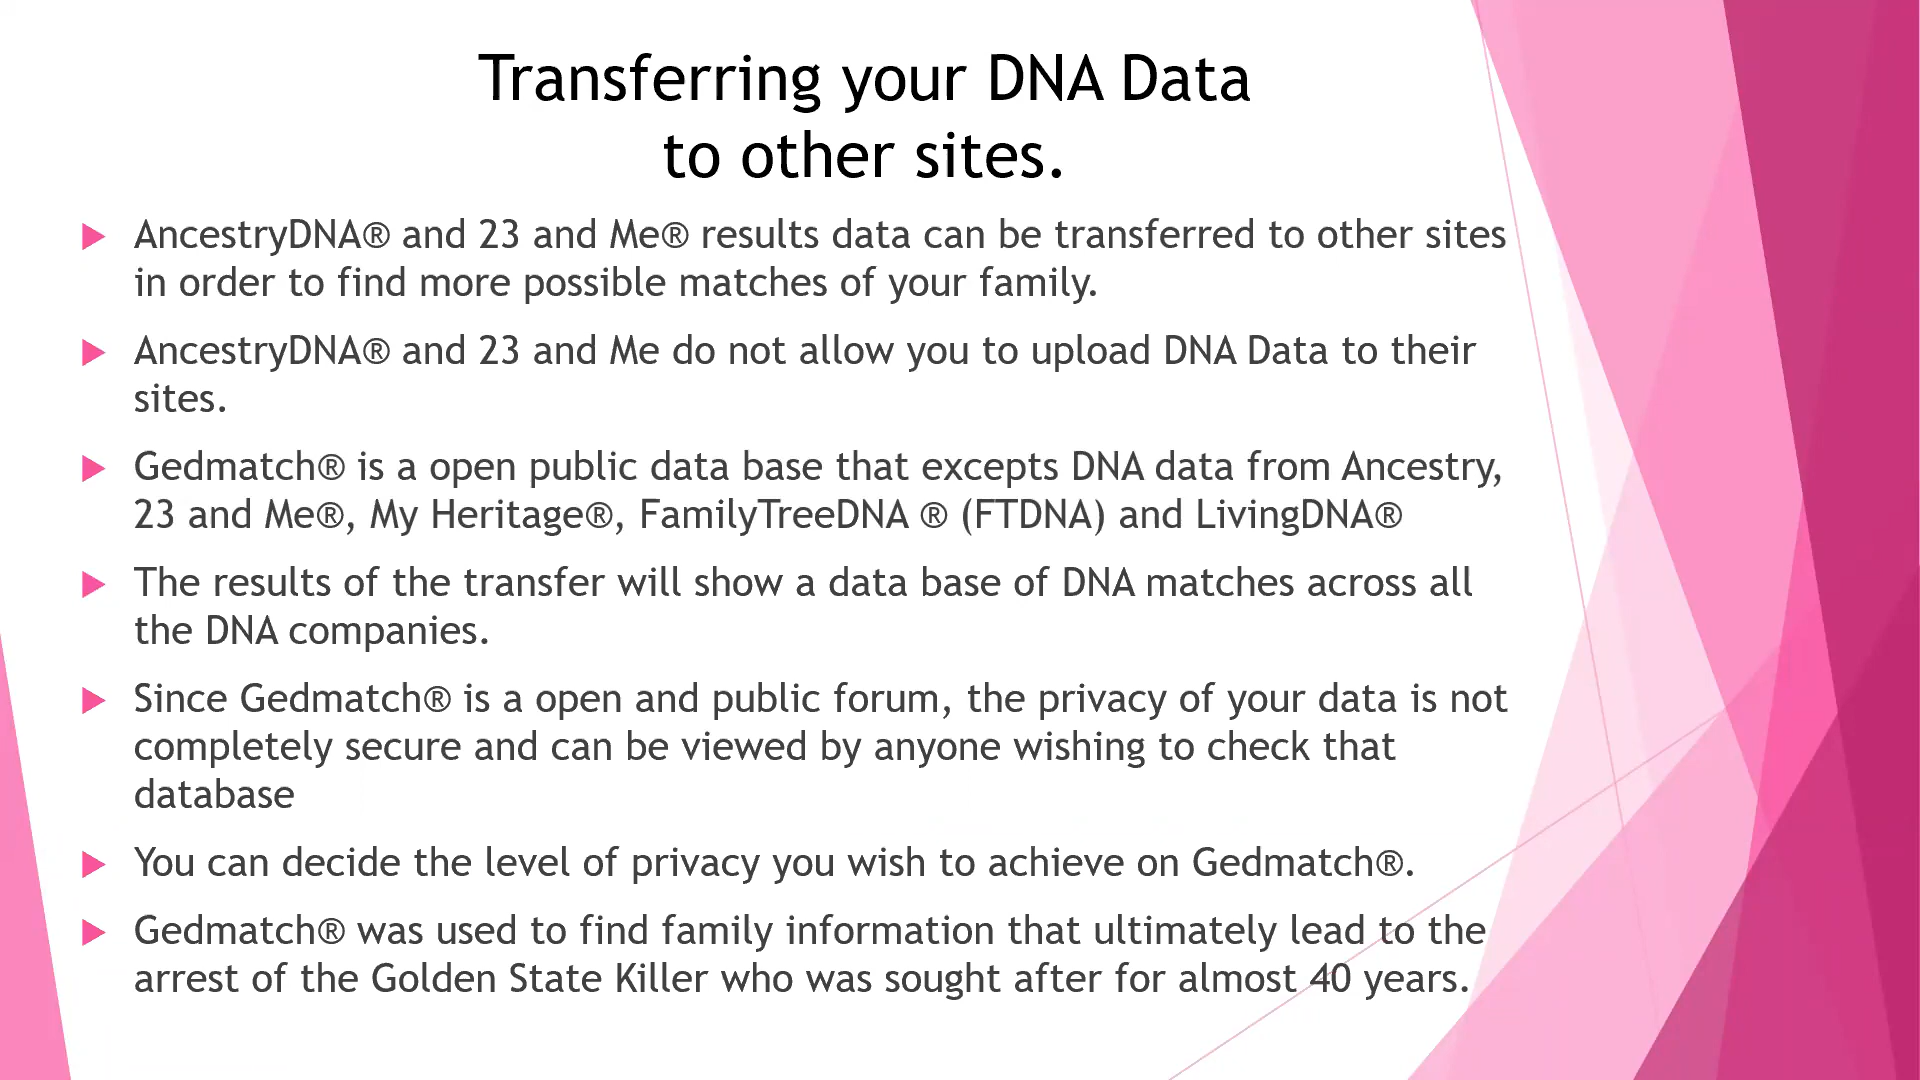 Transferring your DNA Data
to other sites.
AncestryDNA® and 23 and Me® results data can be transferred to other sites
in order to find more possible matches of your family.
AncestryDNA® and 23 and Me do not allow you to upload DNA Data to their
sites.
Gedmatch® is a open public data base that excepts DNA data from Ancestry,
23 and Me®, My Heritage®, FamilyTreeDNA ® (FTDNA) and LivingDNA®
The results of the transfer will show a data base of DNA matches across all
the DNA companies.
Since Gedmatch® is a open and public forum, the privacy of your data is not
completely secure and can be viewed by anyone wishing to check that
database
You can decide the level of privacy you wish to achieve on Gedmatch®.
Gedmatch® was used to find family information that ultimately lead to the
arrest of the Golden State Killer who was sought after for almost 40 years.